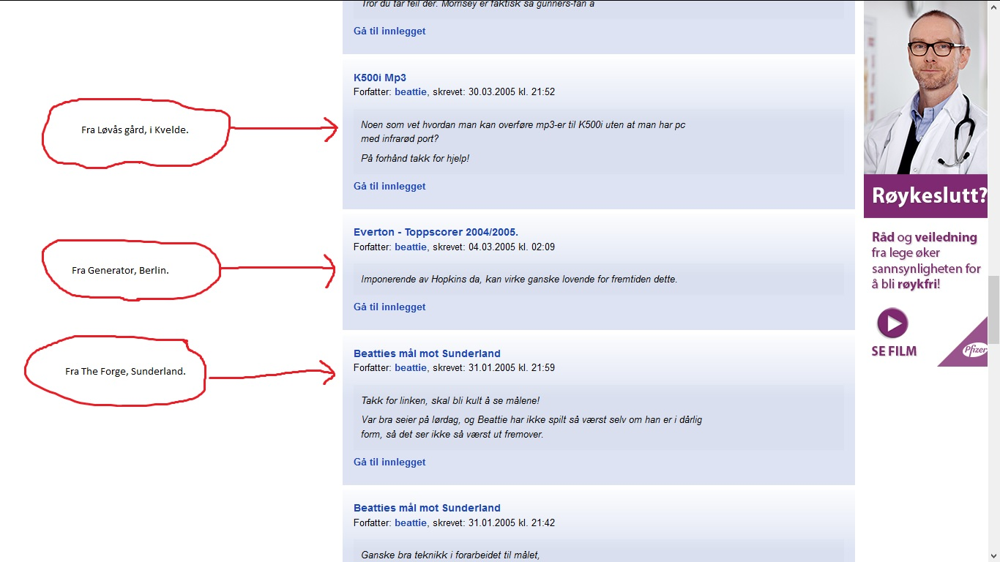 Tror du tar feil der. Morrisey er faktisk så gunners-fan å
Gå til innlegget
K500i Mp3
Forfatter: beattie, skrevet: 30.03.2005 kl. 21:52
Fra Løvås gård, i Kvelde.
Noen som vet hvordan man kan overføre mp3-er til K500i uten at man har pc
med infrarød port?
På forhånd takk for hjelp!
Gå til innlegget
Everton - Toppscorer 2004/2005.
Forfatter: beattie, skrevet: 04.03.2005 kl. 02:09
Fra Generator, Berlin.
Imponerende av Hopkins da, kan virke ganske lovende for fremtiden dette.
Gå til innlegget
Beatties mål mot Sunderland
Forfatter: beattie, skrevet: 31.01.2005 kl. 21:59
Fra The Forge, Sunderland.
Takk for linken, skal bli kult å se målene!
Var bra seier på lørdag, og Beattie har ikke spilt så værst selv om han er i dårlig
form, så det ser ikke så værst ut fremover.
Gå til innlegget
Beatties mål mot Sunderland
Forfatter: beattie, skrevet: 31.01.2005 kl. 21:42
Ganske bra teknikk i forarbeidet til målet,
Røykeslutt?
Råd og veiledning
fra lege øker
sannsynligheten for
å bli røykfri!
SE FILM
Pfizer